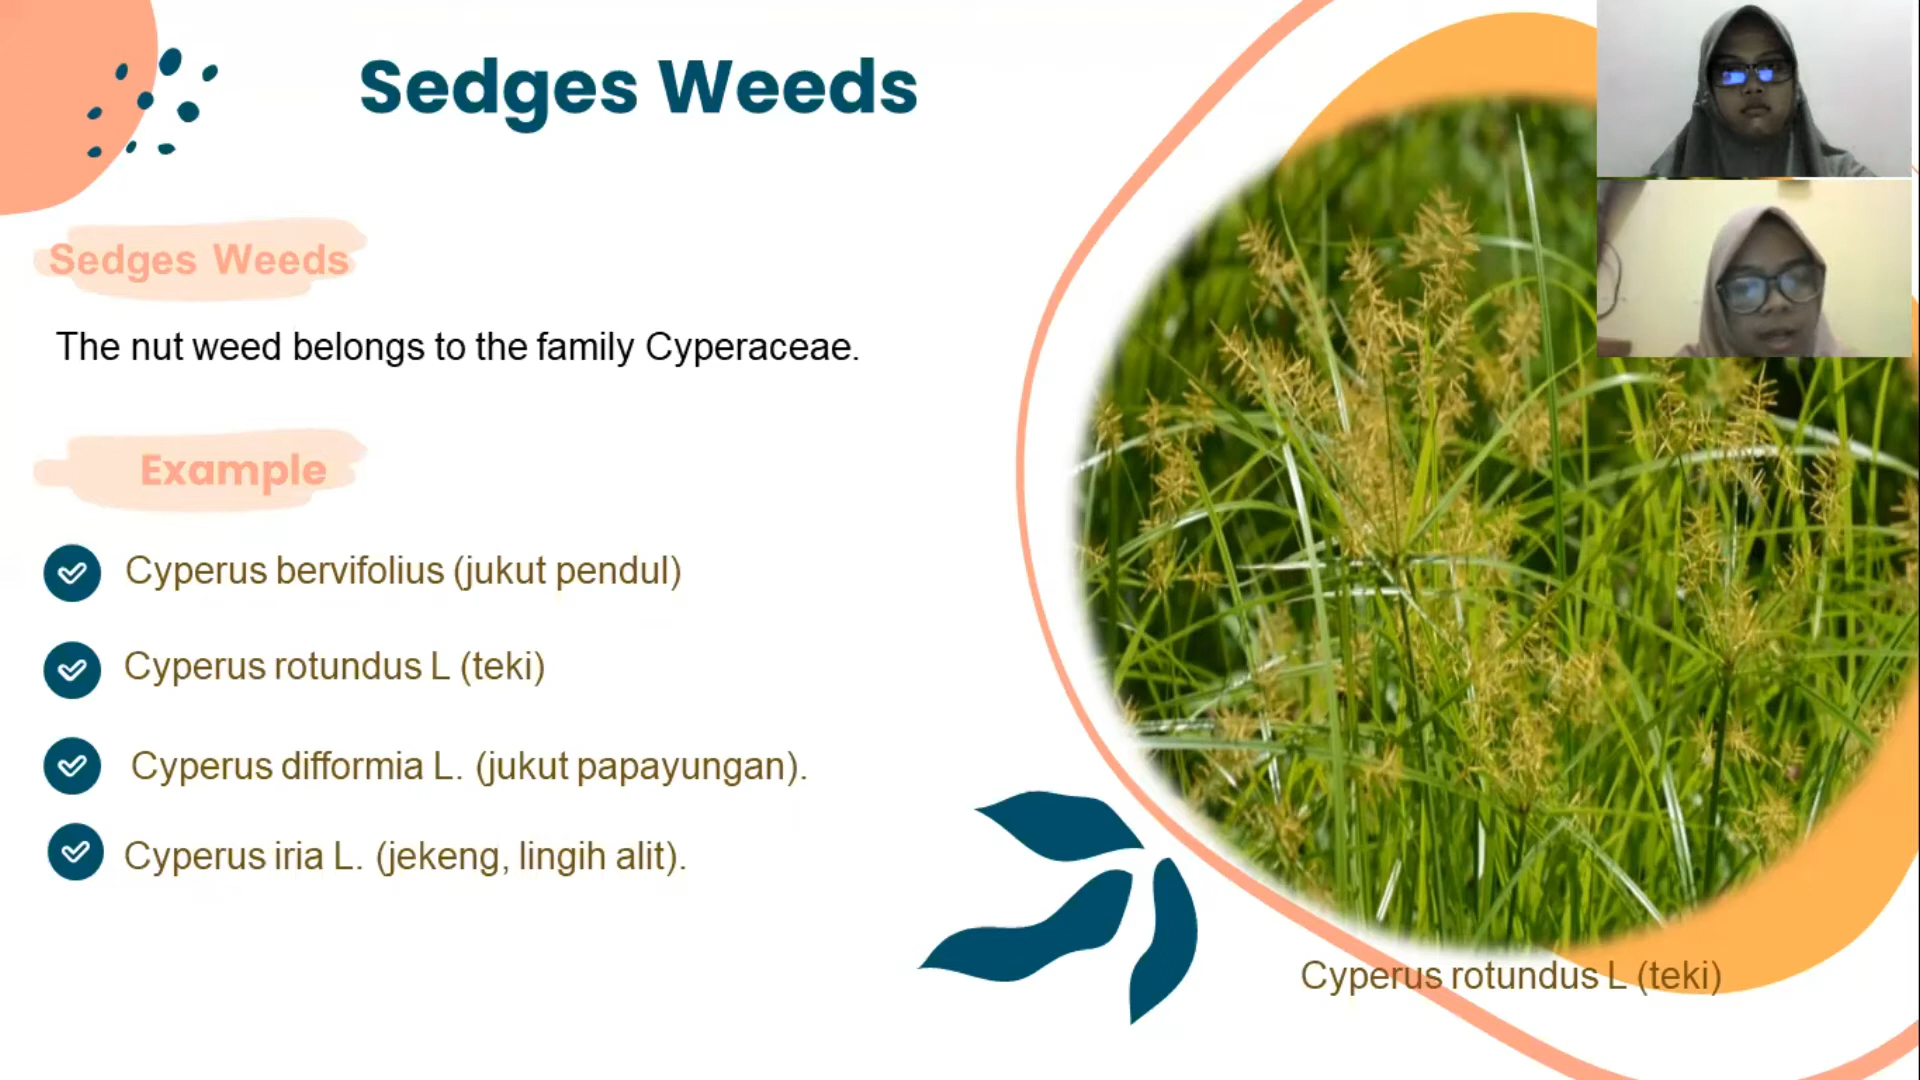 Sedges Weeds
Sedges Weeds
The nut weed belongs to the family Cyperaceae.
Example
Cyperus bervifolius (jukut pendul)
Cyperus rotundus L (teki)
Cyperus difformia L. (jukut papayungan).
Cyperus iria L. (jekeng, lingih alit).
Cyperus rotundus L (teki)